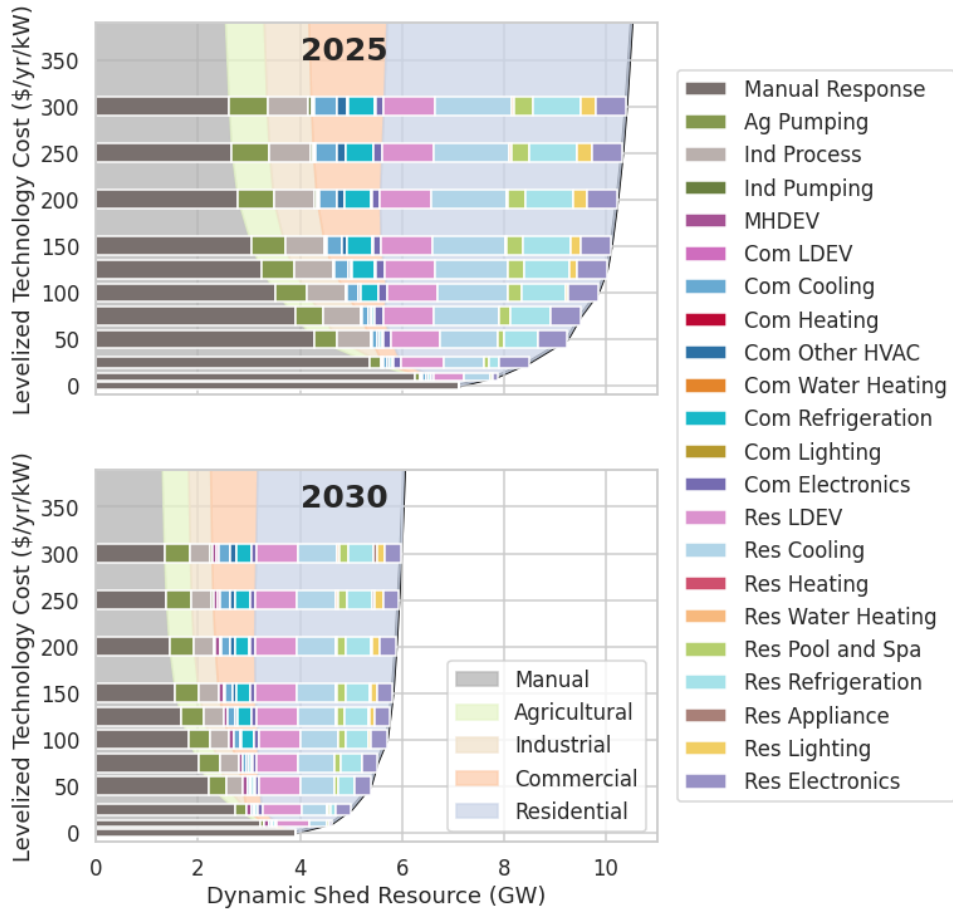 2025
Levelized Technology Cost ($/yr/kW)
350
300
250
200
150
100
50
0
2030
Levelized Technology Cost ($/yr/kW)
350
300
250
200
150
100
50
0
Manual
Agricultural
Industrial
Commercial
Residential
0 2 4 6 8 10
Dynamic Shed Resource (GW)
Manual Response
Ag Pumping
Ind Process
Ind Pumping
MHDEV
Com LDEV
Com Cooling
Com Heating
Com Other HVAC
Com Water Heating
Com Refrigeration
Com Lighting
Com Electronics
Res LDEV
Res Cooling
Res Heating
Res Water Heating
Res Pool and Spa
Res Refrigeration
Res Appliance
Res Lighting
Res Electronics